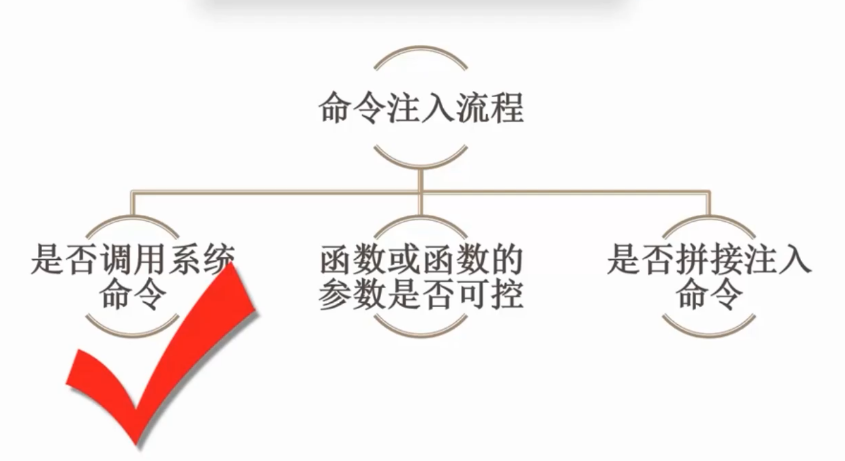 命令注入流程
是否调用系统
命令
函数或函数的
参数是否可控
是否拼接注入
命令